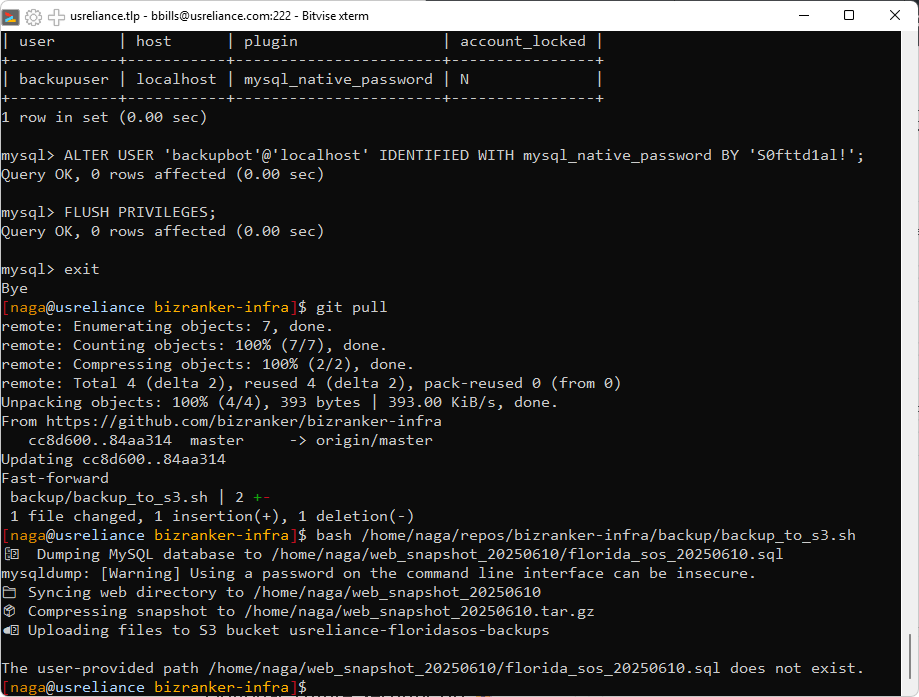 usreliance.tlp - bbills@usreliance.com:222 - Bitvise xterm
| user       | host      | plugin                | account_locked |
+------------+-----------+-----------------------+----------------+
| backupuser | localhost | mysql_native_password | N              |
+------------+-----------+-----------------------+----------------+
1 row in set (0.00 sec)
mysql> ALTER USER 'backupbot'@'localhost' IDENTIFIED WITH mysql_native_password BY 'S0fttd1al!';
Query OK, 0 rows affected (0.00 sec)
mysql> FLUSH PRIVILEGES;
Query OK, 0 rows affected (0.00 sec)
mysql> exit
Bye
[naga@usreliance bizranker-infra]$ git pull
remote: Enumerating objects: 7, done.
remote: Counting objects: 100% (7/7), done.
remote: Compressing objects: 100% (2/2), done.
remote: Total 4 (delta 2), reused 4 (delta 2), pack-reused 0 (from 0)
Unpacking objects: 100% (4/4), 393 bytes | 393.00 KiB/s, done.
From https://github.com/bizranker/bizranker-infra
   cc8d600..84aa314  master     -> origin/master
Updating cc8d600..84aa314
Fast-forward
 backup/backup_to_s3.sh | 2 +-
 1 file changed, 1 insertion(+), 1 deletion(-)
[naga@usreliance bizranker-infra]$ bash /home/naga/repos/bizranker-infra/backup/backup_to_s3.sh
Dumping MySQL database to /home/naga/web_snapshot_20250610/florida_sos_20250610.sql
mysqldump: [Warning] Using a password on the command line interface can be insecure.
Syncing web directory to /home/naga/web_snapshot_20250610
Compressing snapshot to /home/naga/web_snapshot_20250610.tar.gz
Uploading files to S3 bucket usreliance-floridasos-backups
The user-provided path /home/naga/web_snapshot_20250610/florida_sos_20250610.sql does not exist.
[naga@usreliance bizranker-infra]$